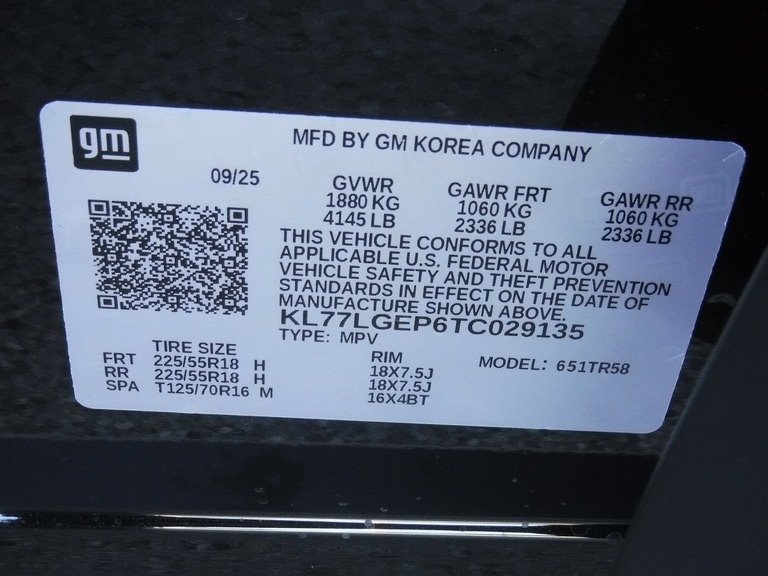 gm
MFD BY GM KOREA COMPANY
09/25
GVWR
1880 KG
4145 LB
GAWR FRT
1060 KG
2336 LB
GAWR RR
1060 KG
2336 LB
THIS VEHICLE CONFORMS TO ALL
APPLICABLE U.S. FEDERAL MOTOR
VEHICLE SAFETY AND THEFT PREVENTION
STANDARDS IN EFFECT ON THE DATE OF
MANUFACTURE SHOWN ABOVE.
KL77LGEP6TC029135
TYPE: MPV
MODEL: 651TR58
TIRE SIZE RIM
FRT 225/55R18 H 18X7.5J
RR 225/55R18 H 18X7.5J
SPA T125/70R16 M 16X4BT